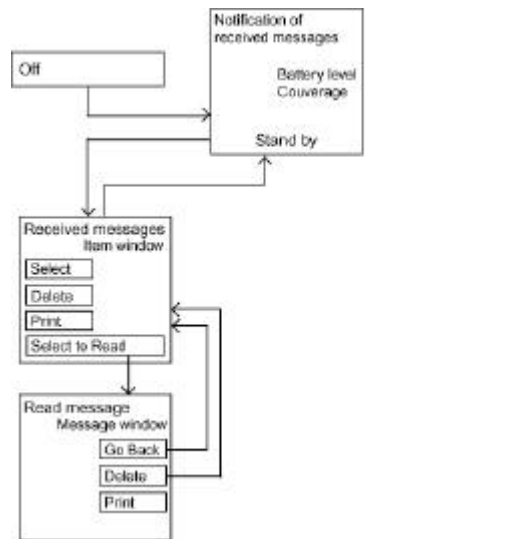 Notification of
received messages
Off
Battery level
Couverage
Stand by
Received messages
Item window
Select
Delete
Print
Select to Read
Read message
Message window
Go Back
Delete
Print